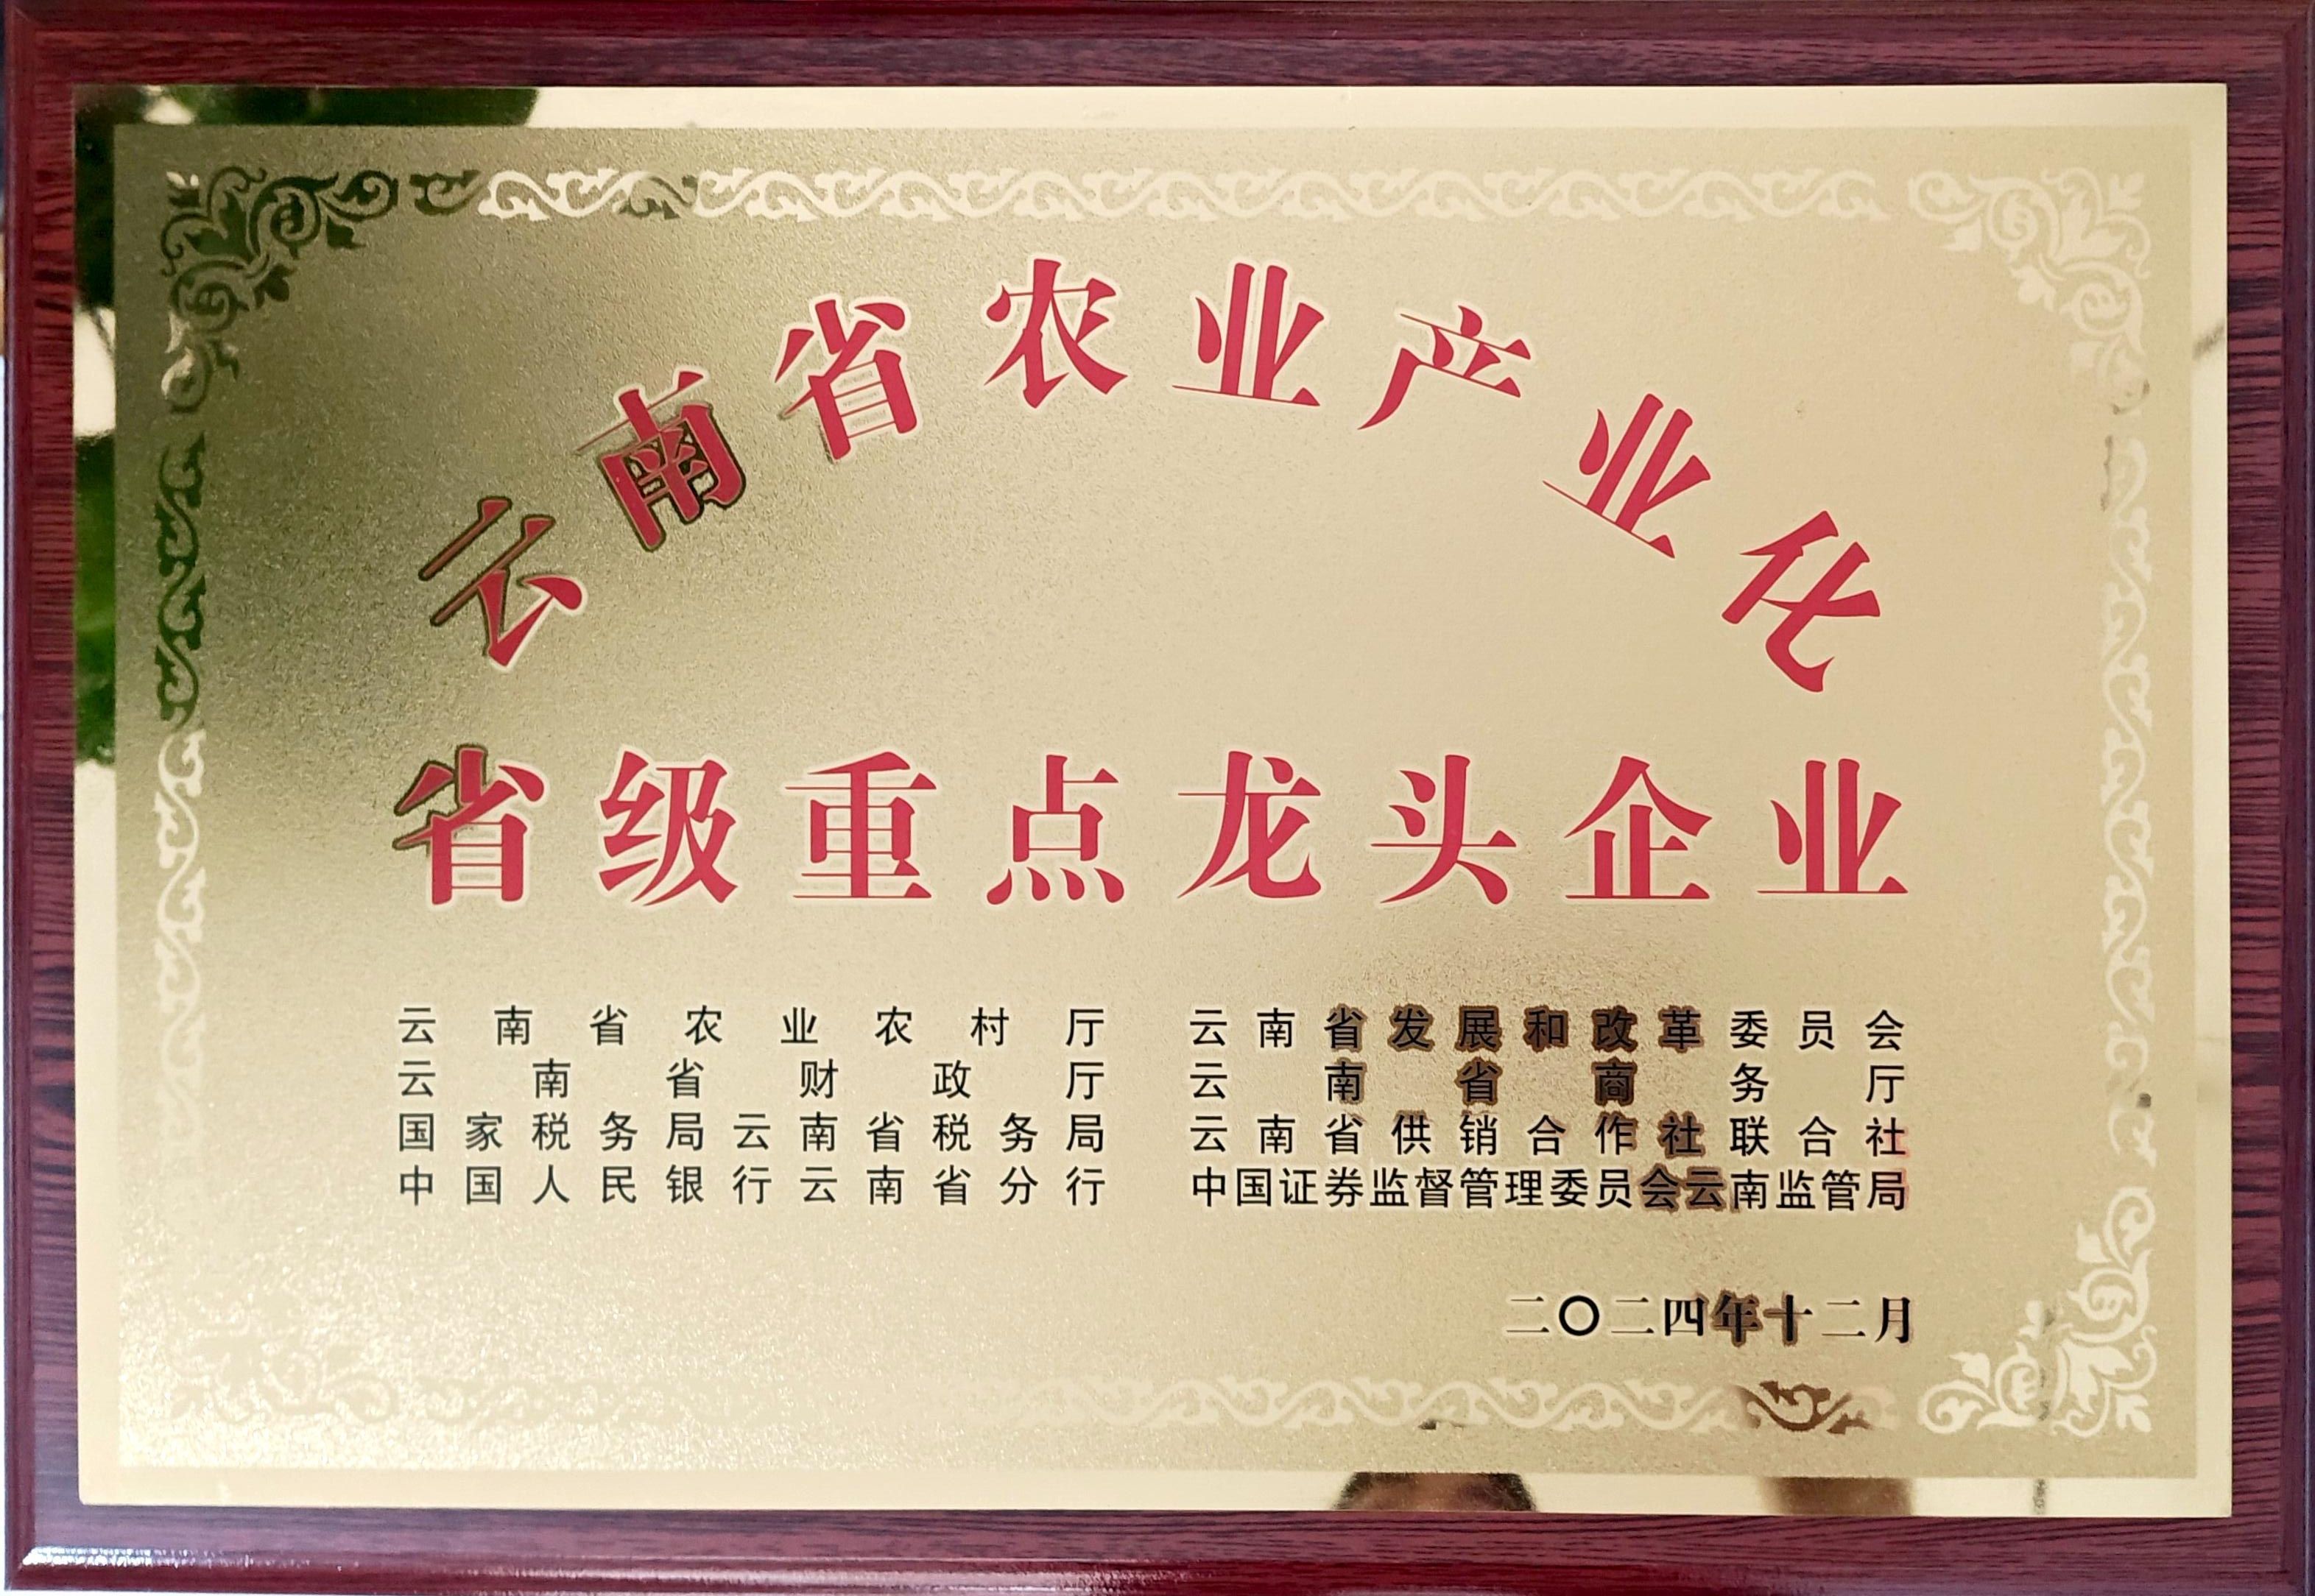 云南省农业产业化
省级重点龙头企业
云南省农业农村厅
云南省财政厅
国家税务局云南省税务局
中国人民银行云南省分行
云南省发展和改革委员会
云南省商务厅
云南省供销合作社联合社
中国证券监督管理委员会云南监管局
二〇二四年十二月